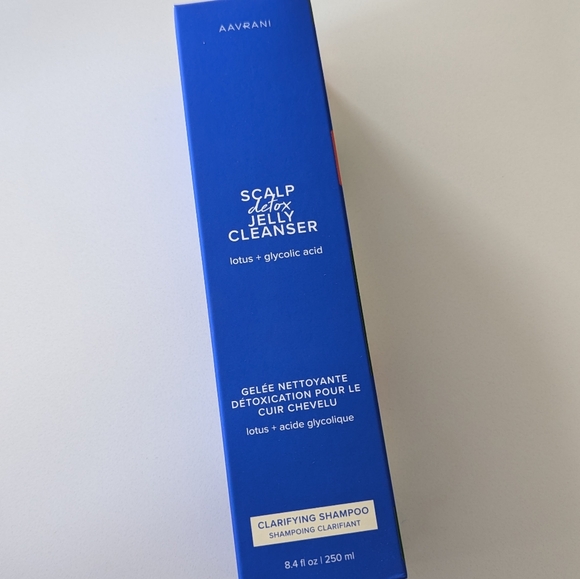 AAVRANI
SCALP
detox
JELLY
CLEANSER
lotus + glycolic acid
GELÉE NETTOYANTE
DÉTOXICATION POUR LE
CUIR CHEVELU
lotus + acide glycolique
CLARIFYING SHAMPOO
SHAMPOING CLARIFIANT
8.4 fl oz | 250 ml